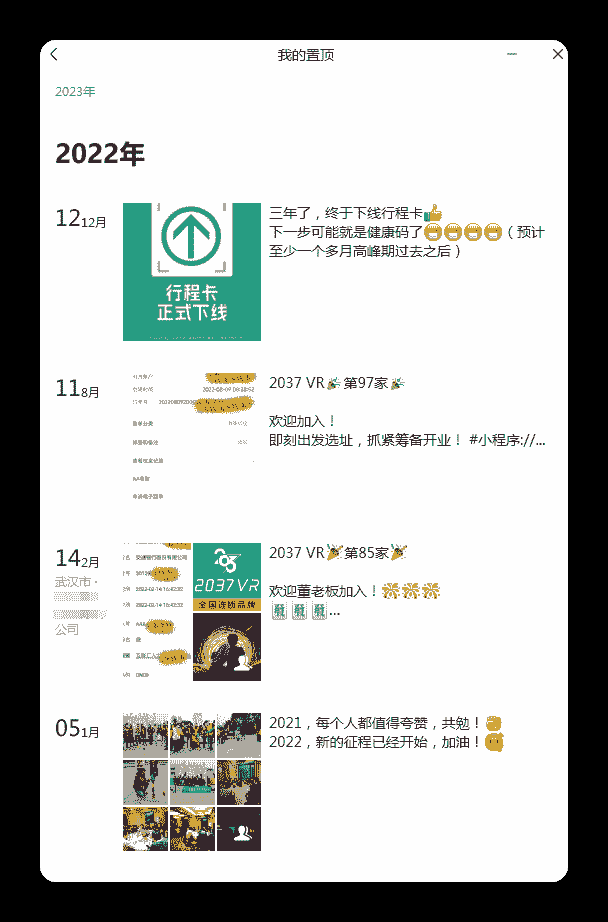 我的置顶
2023年
2022年
12 12月
行程卡
正式下线
三年了，终于下线行程卡👍
下一步可能就是健康码了😷😷😷😷（预计
至少一个多月高峰期过去之后）
11 8月
2037 VR🎉第97家🎉
欢迎加入！
即刻出发选址，抓紧筹备开业！ #小程序://...
14 2月
武汉市 ·
公司
2037 VR
全国连锁品牌
2037 VR🎉第85家🎉
欢迎董老板加入！
...
05 1月
2021，每个人都值得夸赞，共勉！
2022，新的征程已经开始，加油！